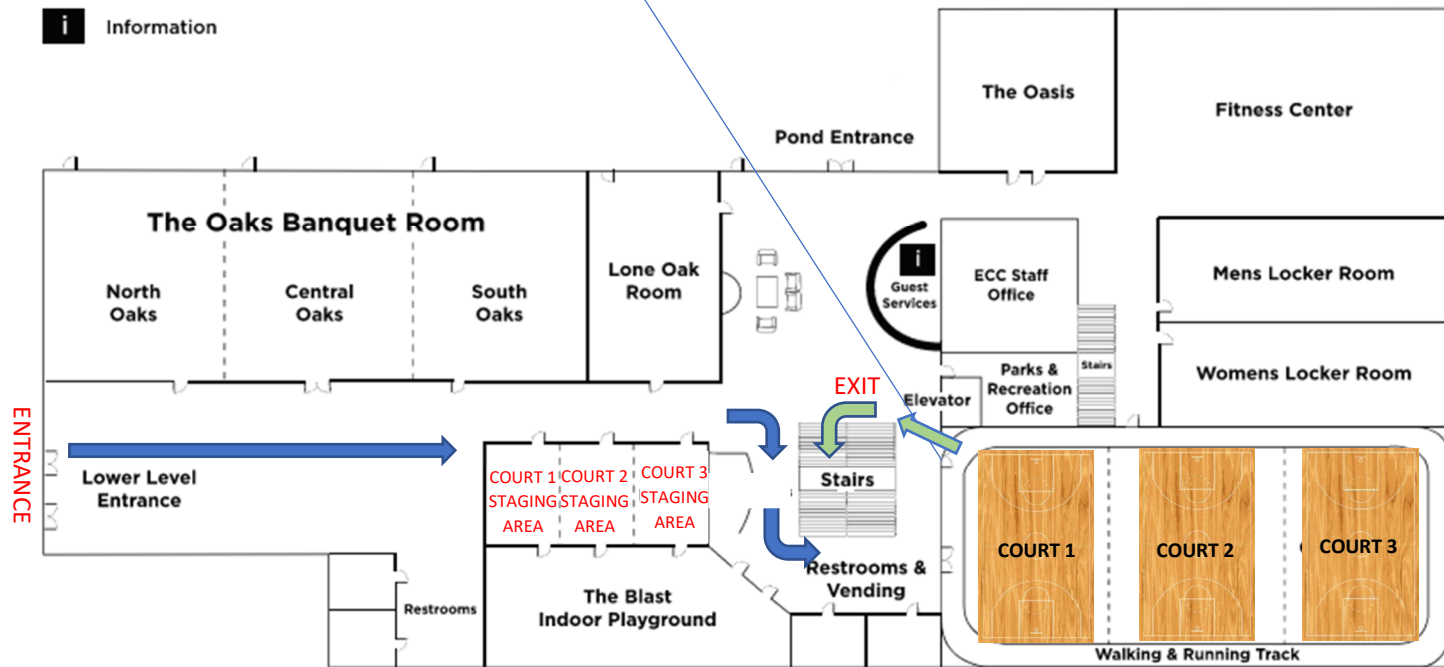 i Information
The Oasis
Fitness Center
Pond Entrance
The Oaks Banquet Room
North
Oaks
Central
Oaks
South
Oaks
Lone Oak
Room
i
Guest
Services
ECC Staff
Office
Mens Locker Room
Parks &
Recreation
Office
Stairs
Womens Locker Room
Elevator
EXIT
ENTRANCE
Lower Level
Entrance
COURT 1
STAGING
AREA
COURT 2
STAGING
AREA
COURT 3
STAGING
AREA
Stairs
COURT 1
COURT 2
COURT 3
Restrooms &
Vending
Restrooms
The Blast
Indoor Playground
Walking & Running Track